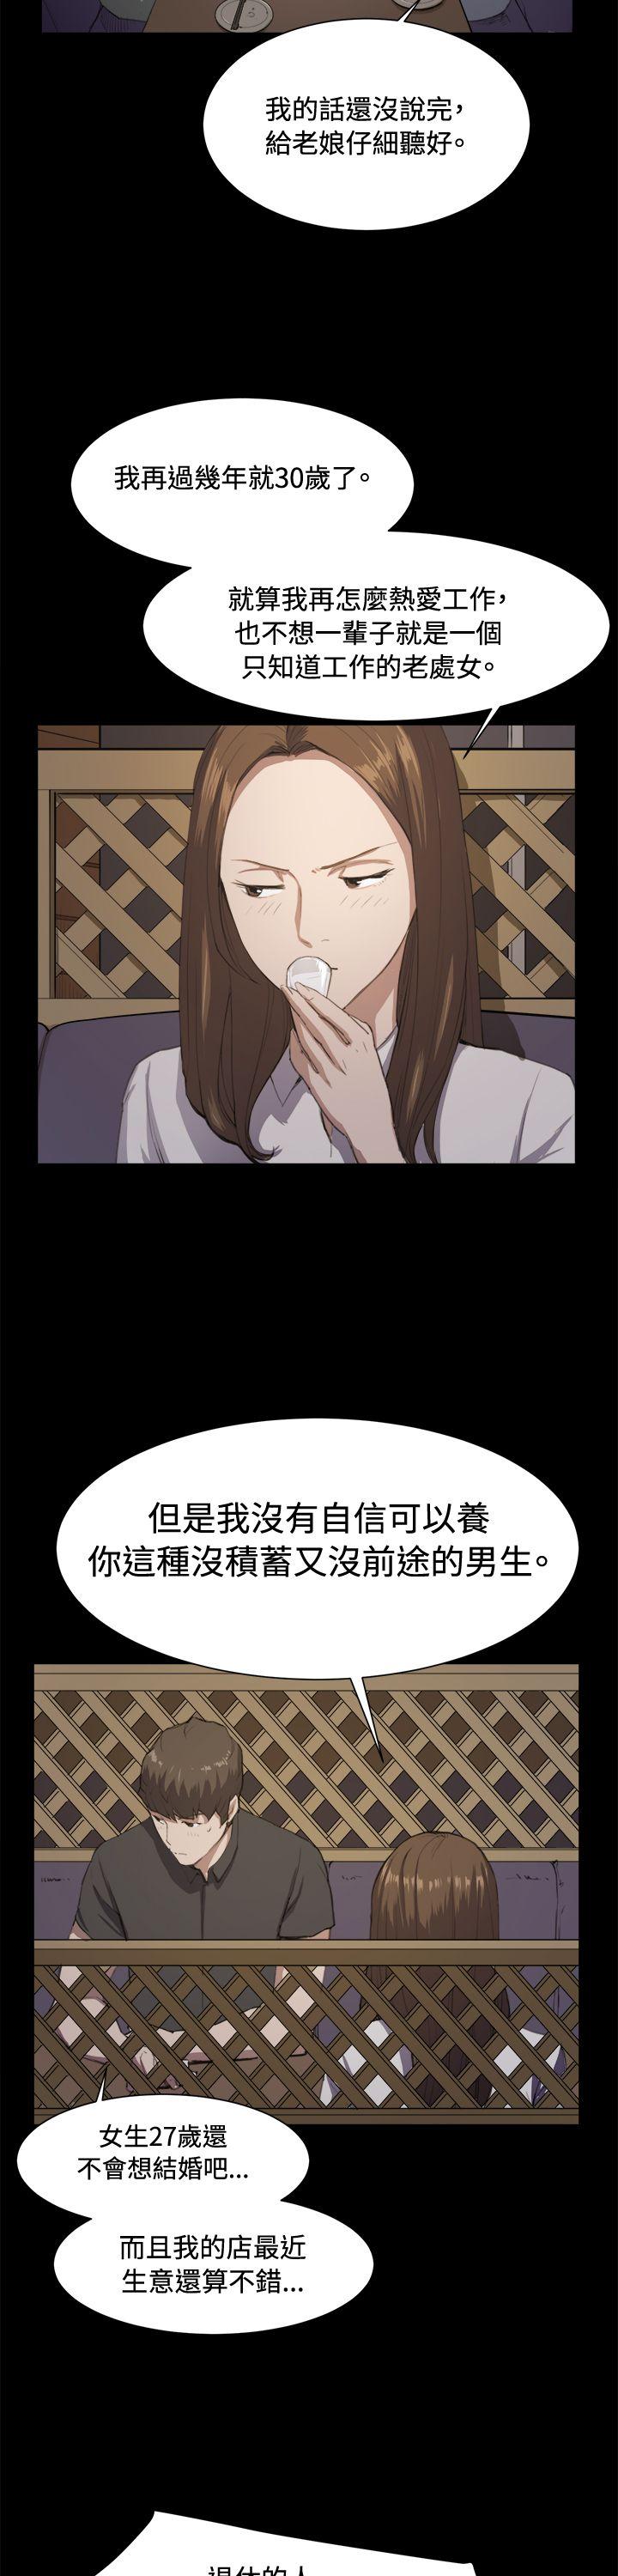 我的話還沒說完，
給老娘仔細聽好。
我再過幾年就30歲了。
就算我再怎麼熱愛工作，
也不想一輩子就是一個
只知道工作的老處女。
但是我沒有自信可以養
你這種沒積蓄又沒前途的男生。
女生27歲還
不會想結婚吧...
而且我的店最近
生意還算不錯...
退休的人